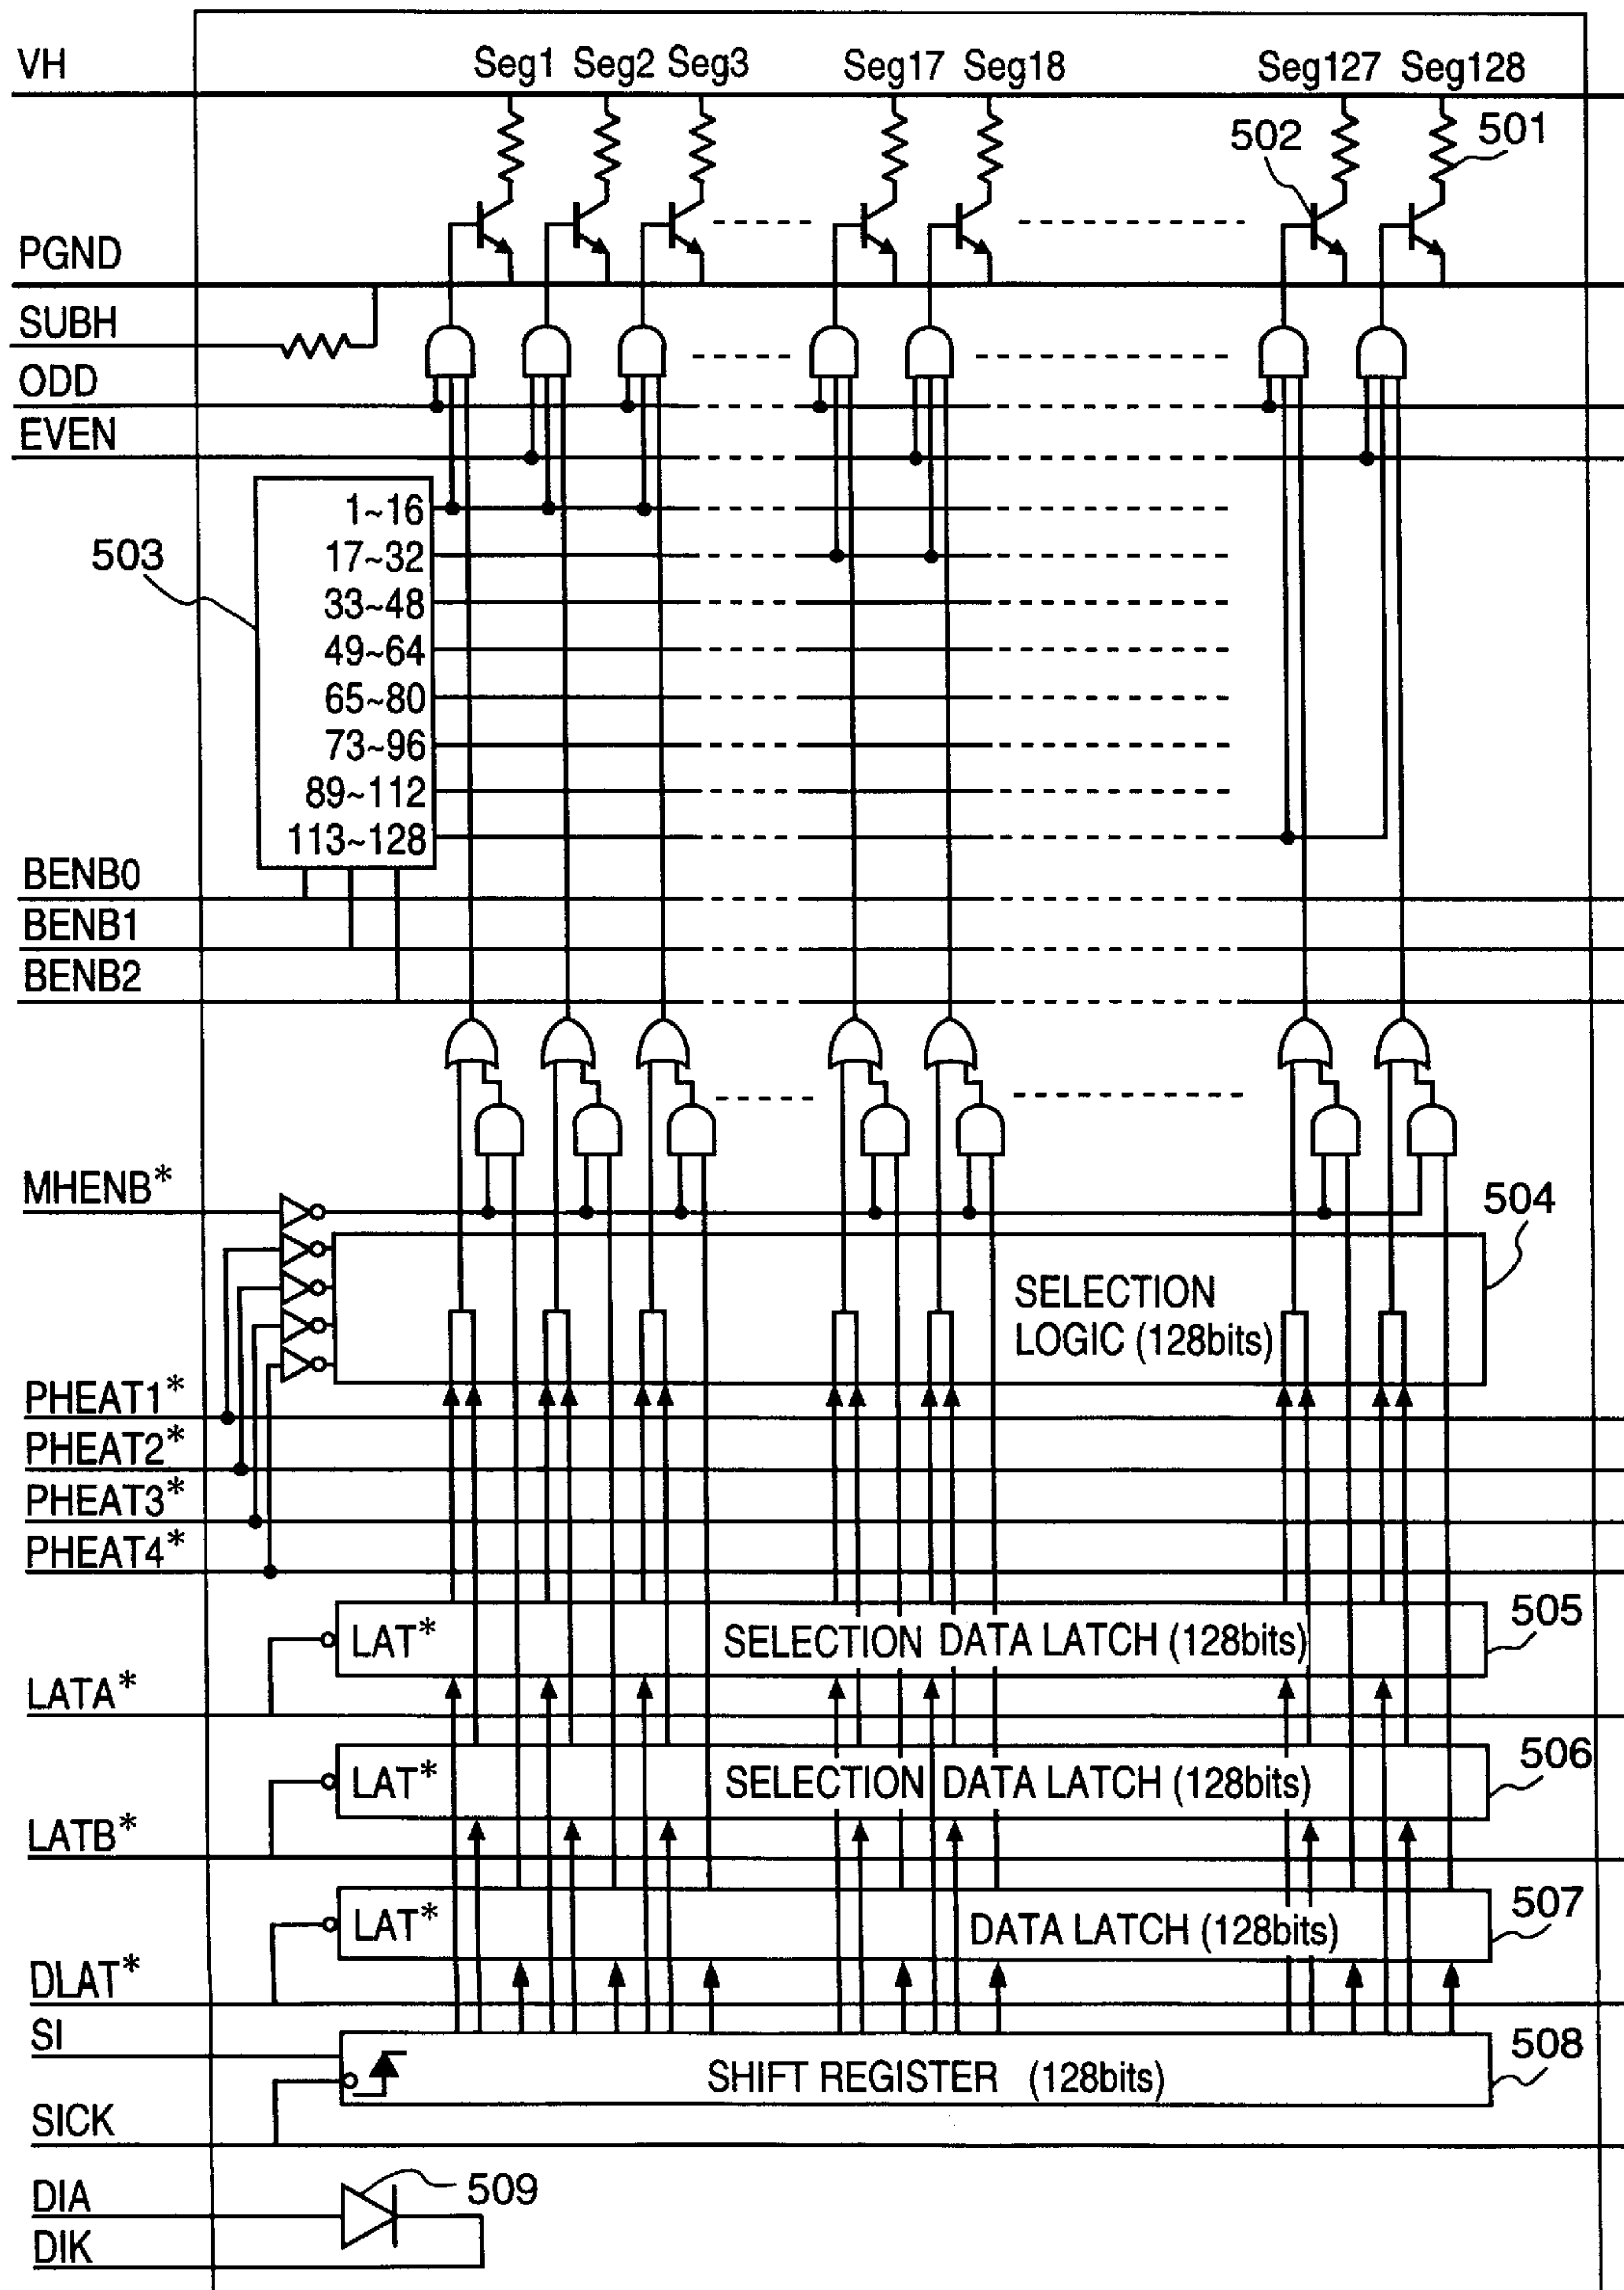 VH
Seg1 Seg2 Seg3 Seg17 Seg18 Seg127 Seg128
502
501
PGND
SUBH
ODD
EVEN
503
1~16
17~32
33~48
49~64
65~80
73~96
89~112
113~128
BENB0
BENB1
BENB2
MHENB*
504
SELECTION
LOGIC (128bits)
PHEAT1*
PHEAT2*
PHEAT3*
PHEAT4*
505
LAT* SELECTION DATA LATCH (128bits)
LATA*
506
LAT* SELECTION DATA LATCH (128bits)
LATB*
507
LAT* DATA LATCH (128bits)
DLAT*
SI
508
SHIFT REGISTER (128bits)
SICK
DIA
509
DIK